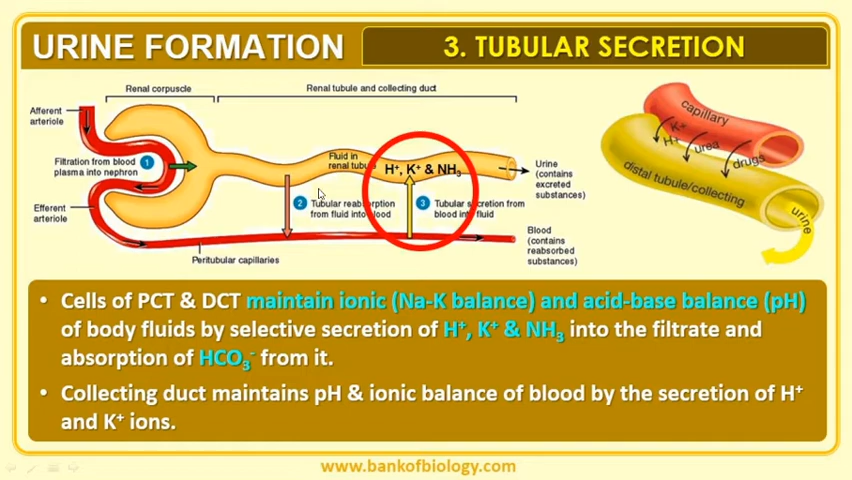 URINE FORMATION
3. TUBULAR SECRETION
Renal corpuscle
Renal tubule and collecting duct
Afferent
arteriole
Filtration from blood
plasma into nephron
1
Efferent
arteriole
Fluid in
renal tubule
H⁺, K⁺ & NH₃
Urine
(contains
excreted
substances)
2
Tubular reabsorption
from fluid into blood
3
Tubular secretion from
blood into fluid
Blood
(contains
reabsorbed
substances)
Peritubular capillaries
capillary
K⁺
H⁺
urea
drugs
distal tubule/collecting
urine
• Cells of PCT & DCT maintain ionic (Na-K balance) and acid-base balance (pH)
of body fluids by selective secretion of H⁺, K⁺ & NH₃ into the filtrate and
absorption of HCO₃⁻ from it.
• Collecting duct maintains pH & ionic balance of blood by the secretion of H⁺
and K⁺ ions.
www.bankofbiology.com